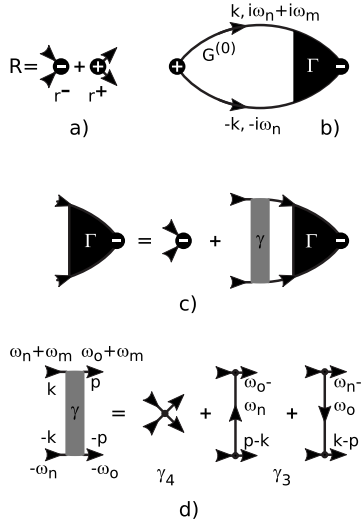 k, iωn+iωm
G(0)
R= - + +
r- r+
Γ -
+
a)
-k, -iωn
b)
Γ - = - + γ Γ -
c)
ωn+ωm ωo+ωm
k p
ωo- ωn-
γ = + ωn + ωo
-k -p
p-k k-p
-ωn -ωo
γ4 γ3
d)